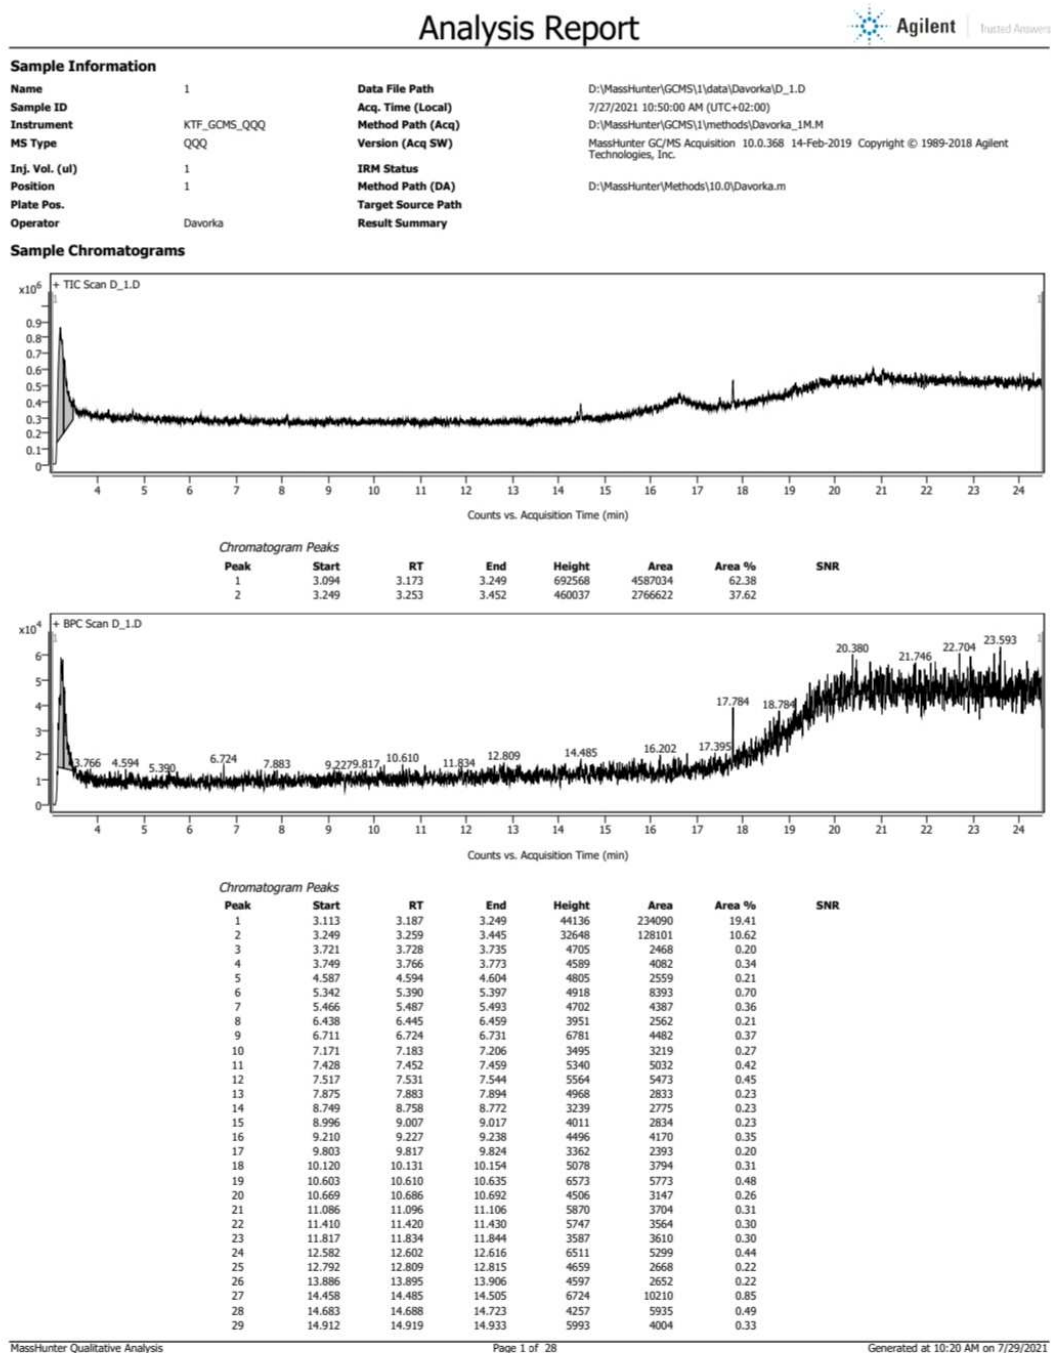 Analysis Report
Agilent
Trusted Answers
Sample Information
Name 1 Data File Path D:\MassHunter\GCMS\1\data\Davorka\D_1.D
Sample ID Acq. Time (Local) 7/27/2021 10:50:00 AM (UTC+02:00)
Instrument KTF_GCMS_QQQ Method Path (Acq) D:\MassHunter\GCMS\1\methods\Davorka_1M.M
MS Type QQQ Version (Acq SW) MassHunter GC/MS Acquisition 10.0.368 14-Feb-2019 Copyright © 1989-2018 Agilent
Technologies, Inc.
Inj. Vol. (ul) 1 IRM Status
Position 1 Method Path (DA) D:\MassHunter\Methods\10.0\Davorka.m
Plate Pos. Target Source Path
Operator Davorka Result Summary
Sample Chromatograms
x10⁶ + TIC Scan D_1.D
1 1
0.9
0.8
0.7
0.6
0.5
0.4
0.3
0.2
0.1
0
4 5 6 7 8 9 10 11 12 13 14 15 16 17 18 19 20 21 22 23 24
Counts vs. Acquisition Time (min)
Chromatogram Peaks
Peak Start RT End Height Area Area % SNR
1 3.094 3.173 3.249 692568 4587034 62.38
2 3.249 3.253 3.452 460037 2766622 37.62
x10⁴ + BPC Scan D_1.D
1 1
6
5
4
3
2
1
0
3.766 4.594 5.390 6.724 7.883 9.227 9.817 10.610 11.834 12.809 14.485 16.202 17.395 17.784 18.784 20.380 21.746 22.704 23.593
4 5 6 7 8 9 10 11 12 13 14 15 16 17 18 19 20 21 22 23 24
Counts vs. Acquisition Time (min)
Chromatogram Peaks
Peak Start RT End Height Area Area % SNR
1 3.113 3.187 3.249 44136 234090 19.41
2 3.249 3.259 3.445 32648 128101 10.62
3 3.721 3.728 3.735 4705 2468 0.20
4 3.749 3.766 3.773 4589 4082 0.34
5 4.587 4.594 4.604 4805 2559 0.21
6 5.342 5.390 5.397 4918 8393 0.70
7 5.466 5.487 5.493 4702 4387 0.36
8 6.438 6.445 6.459 3951 2562 0.21
9 6.711 6.724 6.731 6781 4482 0.37
10 7.171 7.183 7.206 3495 3219 0.27
11 7.428 7.452 7.459 5340 5032 0.42
12 7.517 7.531 7.544 5564 5473 0.45
13 7.875 7.883 7.894 4968 2833 0.23
14 8.749 8.758 8.772 3239 2775 0.23
15 8.996 9.007 9.017 4011 2834 0.23
16 9.210 9.227 9.238 4496 4170 0.35
17 9.803 9.817 9.824 3362 2393 0.20
18 10.120 10.131 10.154 5078 3794 0.31
19 10.603 10.610 10.635 6573 5773 0.48
20 10.669 10.686 10.692 4506 3147 0.26
21 11.086 11.096 11.106 5870 3704 0.31
22 11.410 11.420 11.430 5747 3564 0.30
23 11.817 11.834 11.844 3587 3610 0.30
24 12.582 12.602 12.616 6511 5299 0.44
25 12.792 12.809 12.815 4659 2668 0.22
26 13.886 13.895 13.906 4597 2652 0.22
27 14.458 14.485 14.505 6724 10210 0.85
28 14.683 14.688 14.723 4257 5935 0.49
29 14.912 14.919 14.933 5993 4004 0.33
MassHunter Qualitative Analysis Page 1 of 28 Generated at 10:20 AM on 7/29/2021